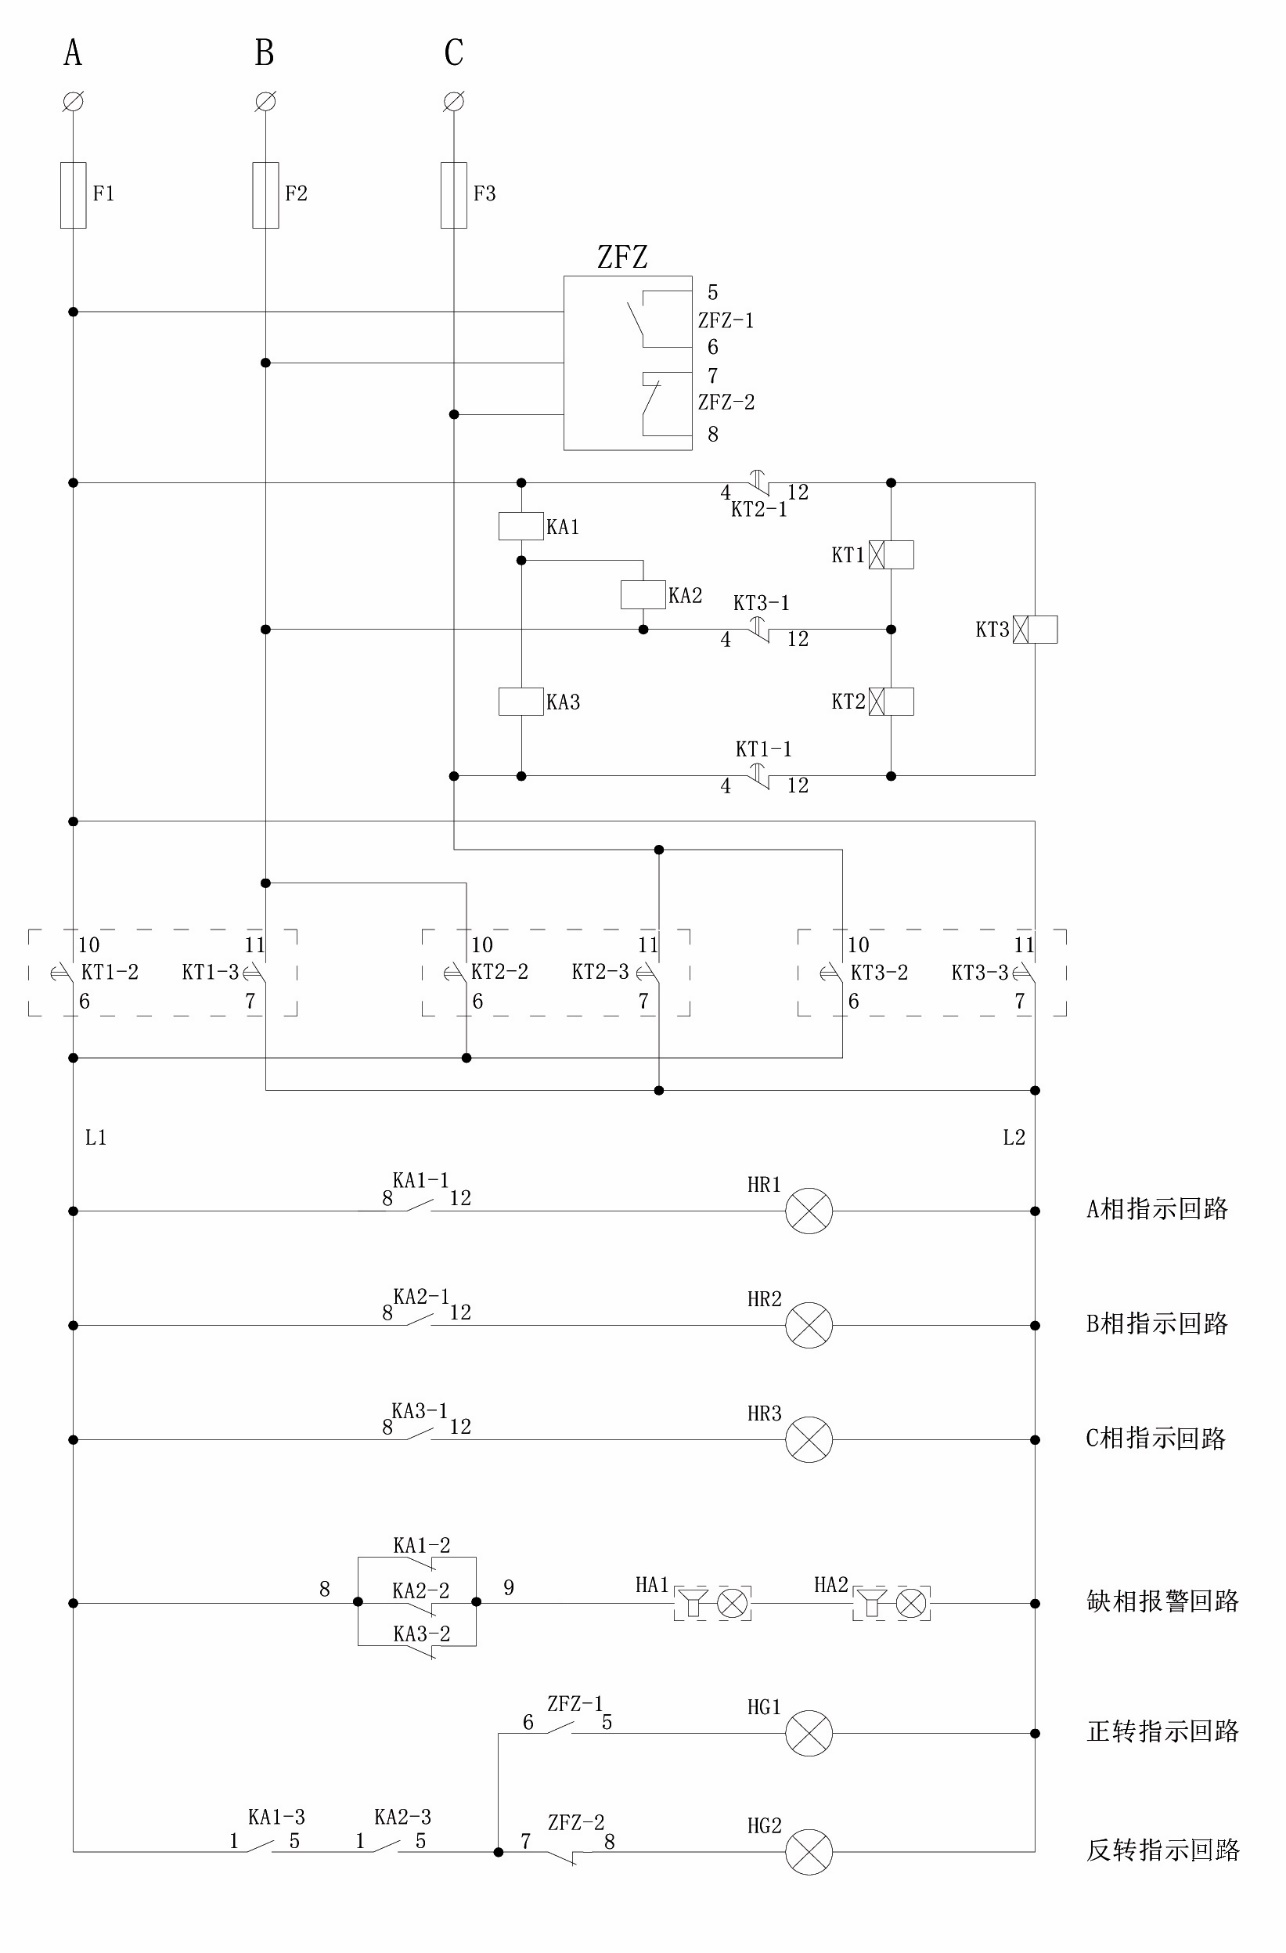 A B C
F1 F2 F3
ZFZ
5
ZFZ-1
6
7
ZFZ-2
8
4 12
KT2-1
KA1
KT1
KA2
KT3-1
4 12
KT3
KA3
KT2
KT1-1
4 12
10 11 10 11 10 11
KT1-2 KT1-3 KT2-2 KT2-3 KT3-2 KT3-3
6 7 6 7 6 7
L1 L2
KA1-1
8 12
HR1
A相指示回路
KA2-1
8 12
HR2
B相指示回路
KA3-1
8 12
HR3
C相指示回路
KA1-2
8 KA2-2 9 HA1 HA2 缺相报警回路
KA3-2
ZFZ-1
6 5
HG1
正转指示回路
KA1-3 KA2-3 ZFZ-2 HG2
1 5 1 5 7 8 反转指示回路